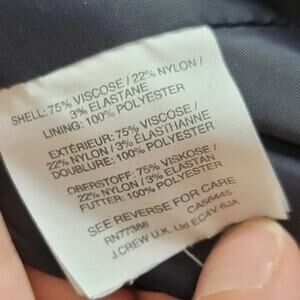 SHELL: 75% VISCOSE / 22% NYLON /
3% ELASTANE
LINING: 100% POLYESTER
EXTÉRIEUR: 75% VISCOSE /
22% NYLON / 3% ÉLASTHANNE
DOUBLURE: 100% POLYESTER
OBERSTOFF: 75% VISKOSE /
22% NYLON / 3% ELASTAN
FUTTER: 100% POLYESTER
SEE REVERSE FOR CARE
RN77388 CA56445
J.CREW U.K. Ltd EC4V 6JA